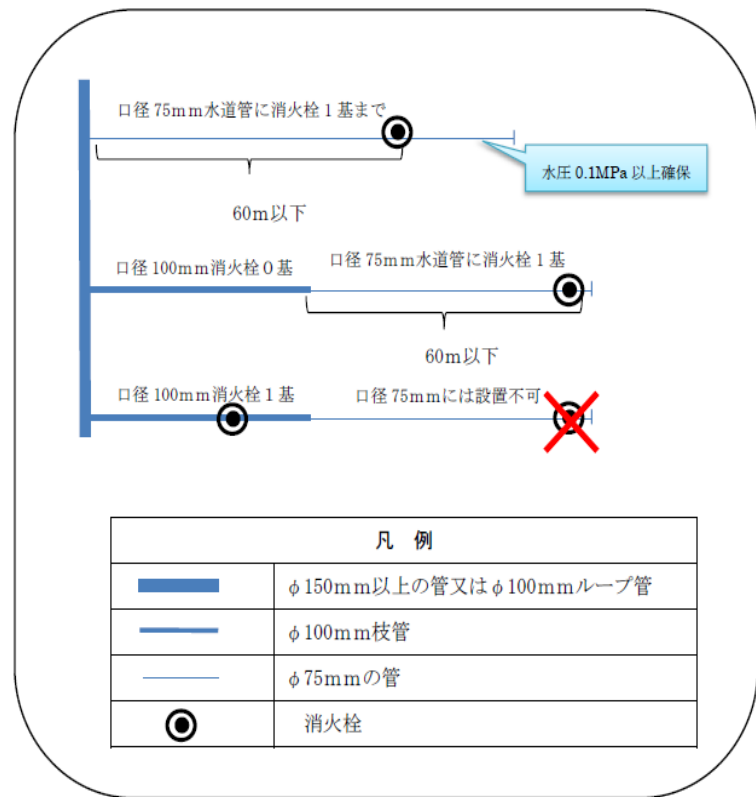 口径 75mm水道管に消火栓 1 基まで
水圧 0.1MPa 以上確保
60m以下
口径 100mm消火栓 0 基
口径 75mm水道管に消火栓 1 基
60m以下
口径 100mm消火栓 1 基
口径 75mmには設置不可
凡 例
φ150mm以上の管又はφ100mmループ管
φ100mm枝管
φ75mmの管
消火栓